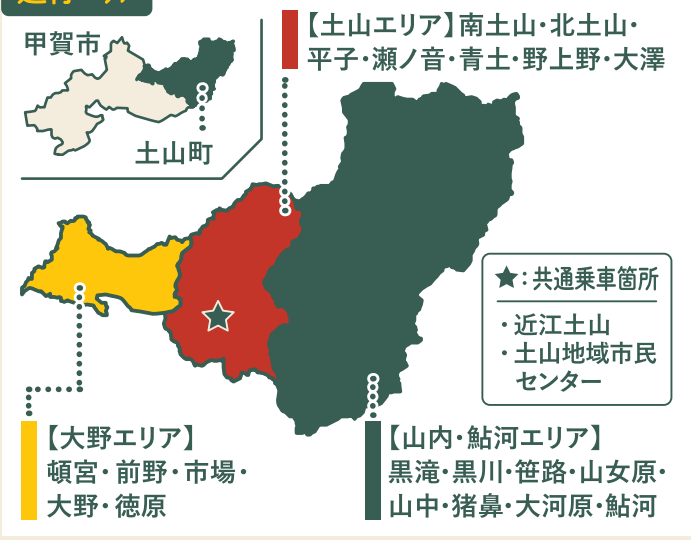 甲賀市
土山町
【土山エリア】南土山・北土山・
平子・瀬ノ音・青土・野上野・大澤
★:共通乗車箇所
・近江土山
・土山地域市民
センター
【大野エリア】
頓宮・前野・市場・
大野・徳原
【山内・鮎河エリア】
黒滝・黒川・笹路・山女原・
山中・猪鼻・大河原・鮎河